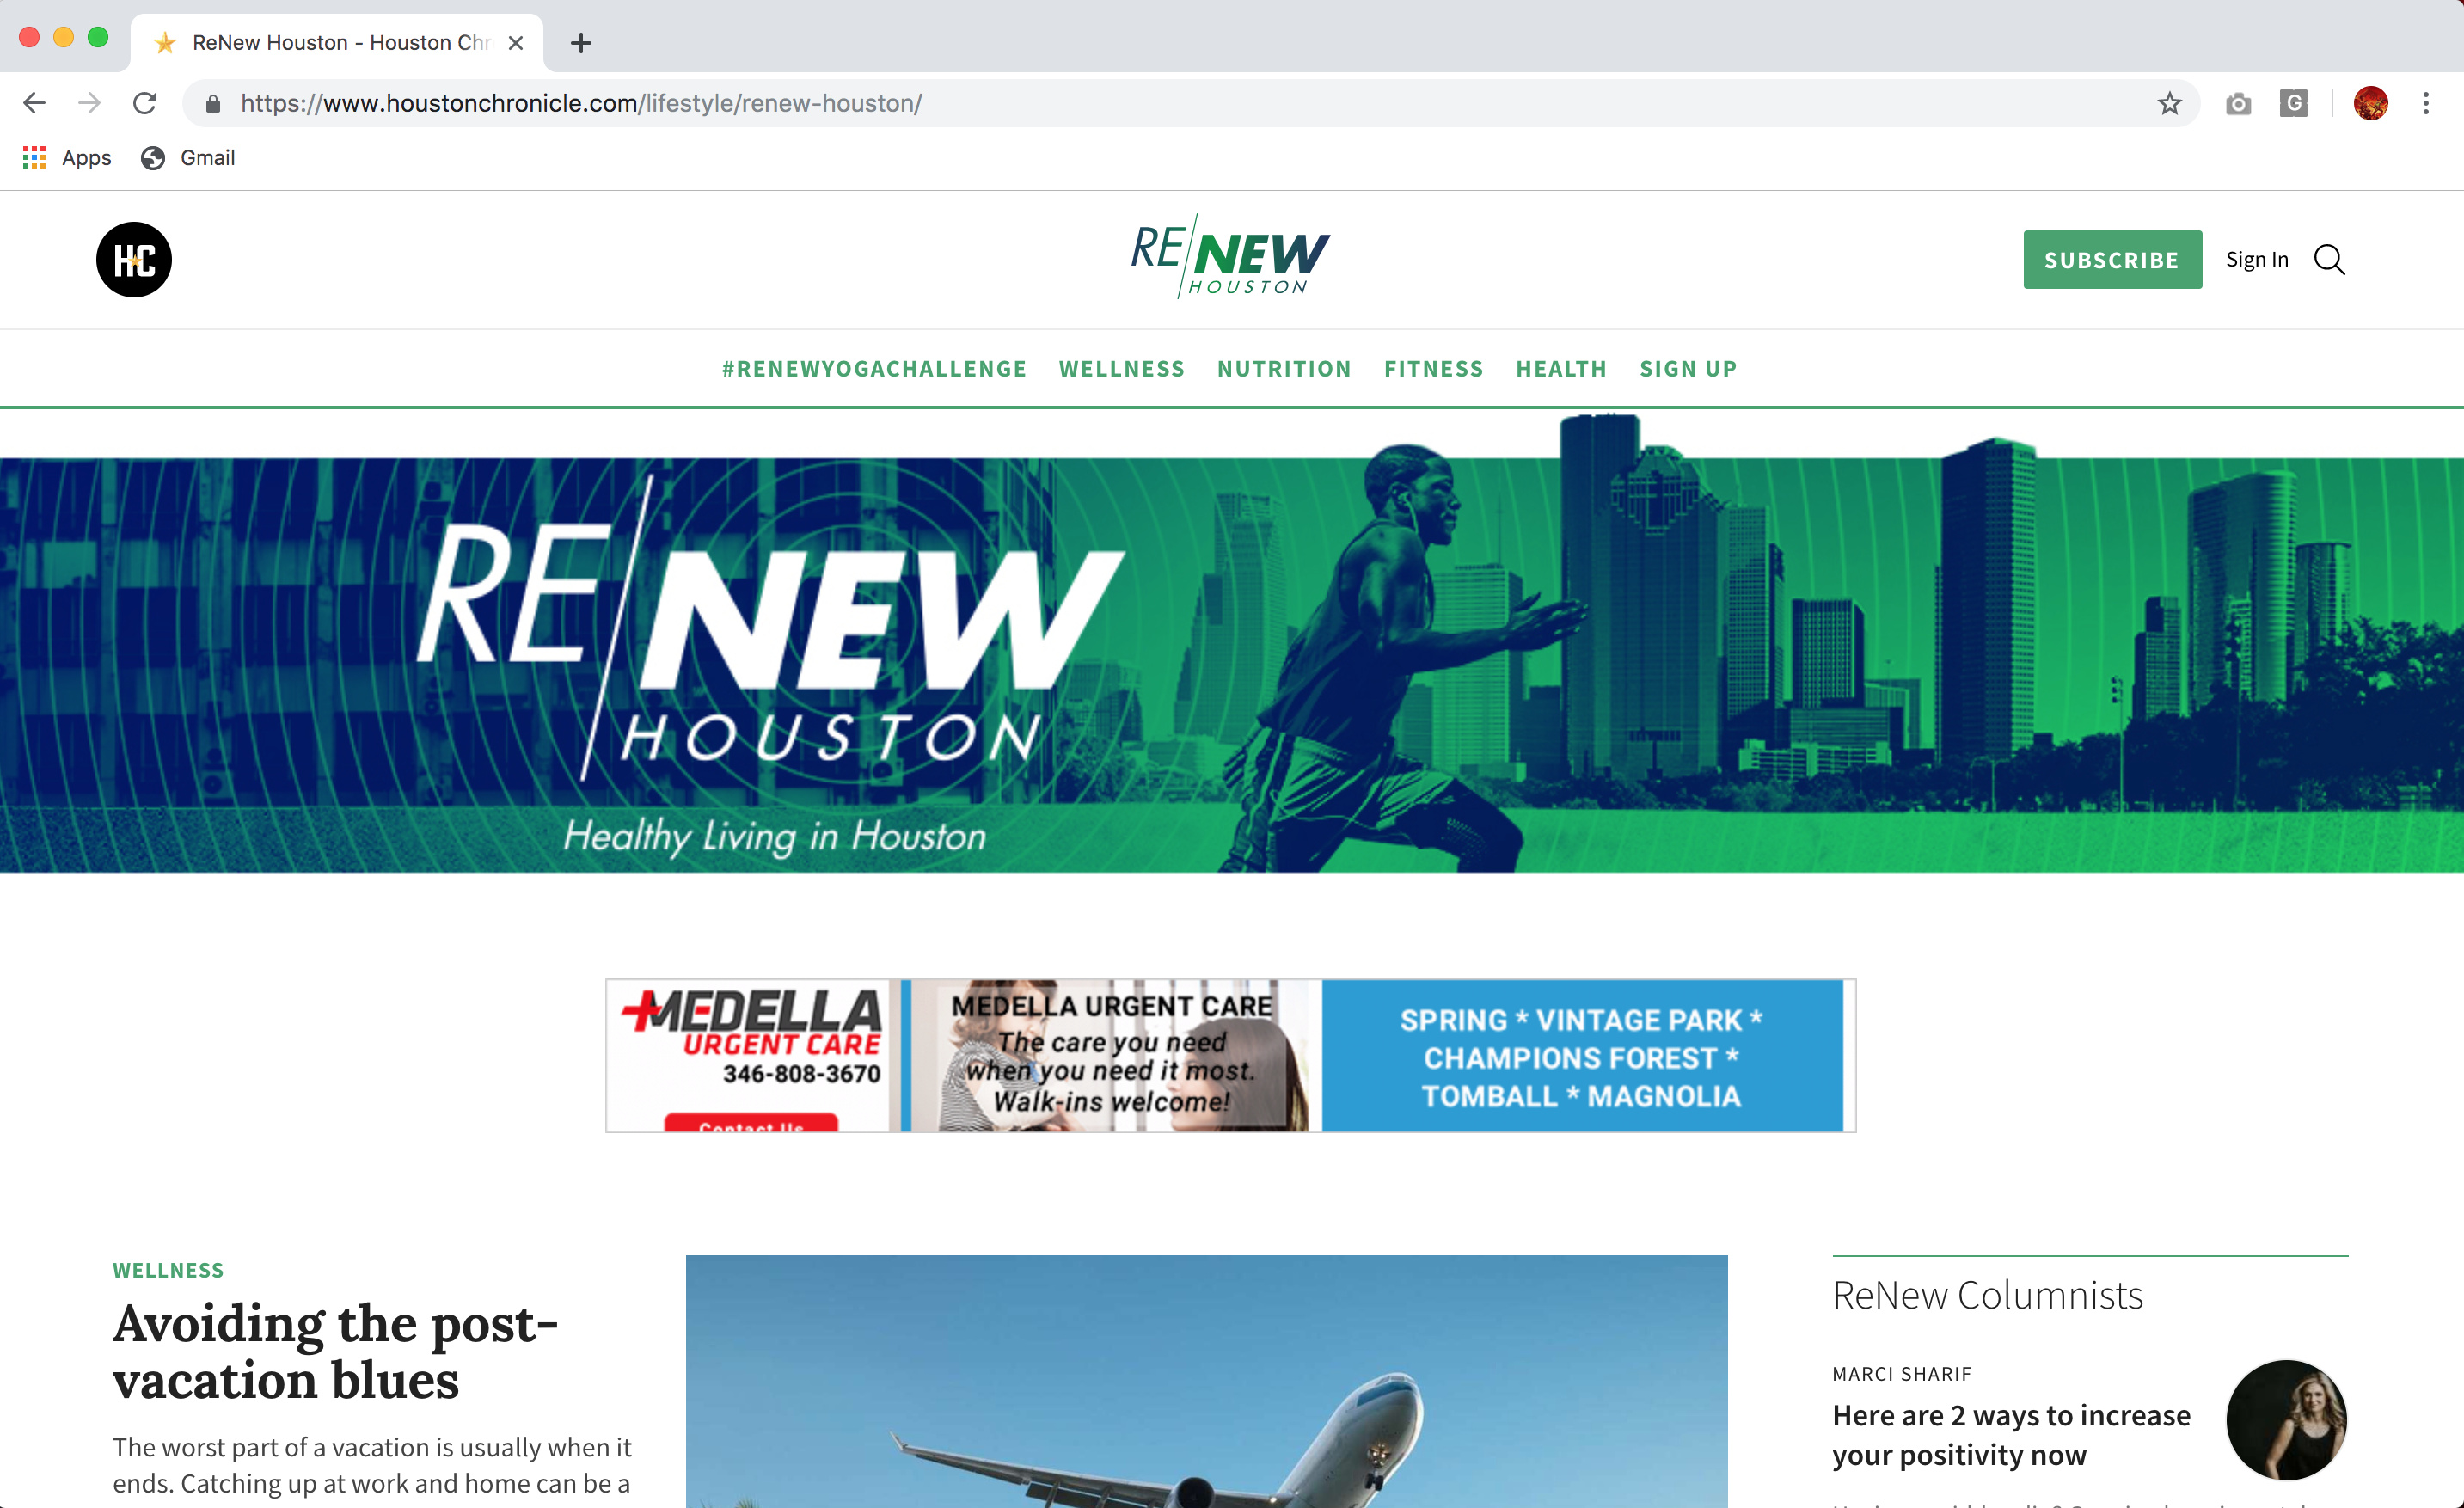 ReNew Houston - Houston Chr
https://www.houstonchronicle.com/lifestyle/renew-houston/
G
Apps Gmail
HC
RE/NEW
HOUSTON
SUBSCRIBE Sign In
#RENEWYOGACHALLENGE WELLNESS NUTRITION FITNESS HEALTH SIGN UP
RE/NEW
HOUSTON
Healthy Living in Houston
MEDELLA
URGENT CARE
346-808-3670
Contact Us
MEDELLA URGENT CARE
The care you need
when you need it most.
Walk-ins welcome!
SPRING * VINTAGE PARK *
CHAMPIONS FOREST *
TOMBALL * MAGNOLIA
WELLNESS
Avoiding the post-
vacation blues
The worst part of a vacation is usually when it
ends. Catching up at work and home can be a
ReNew Columnists
MARCI SHARIF
Here are 2 ways to increase
your positivity now